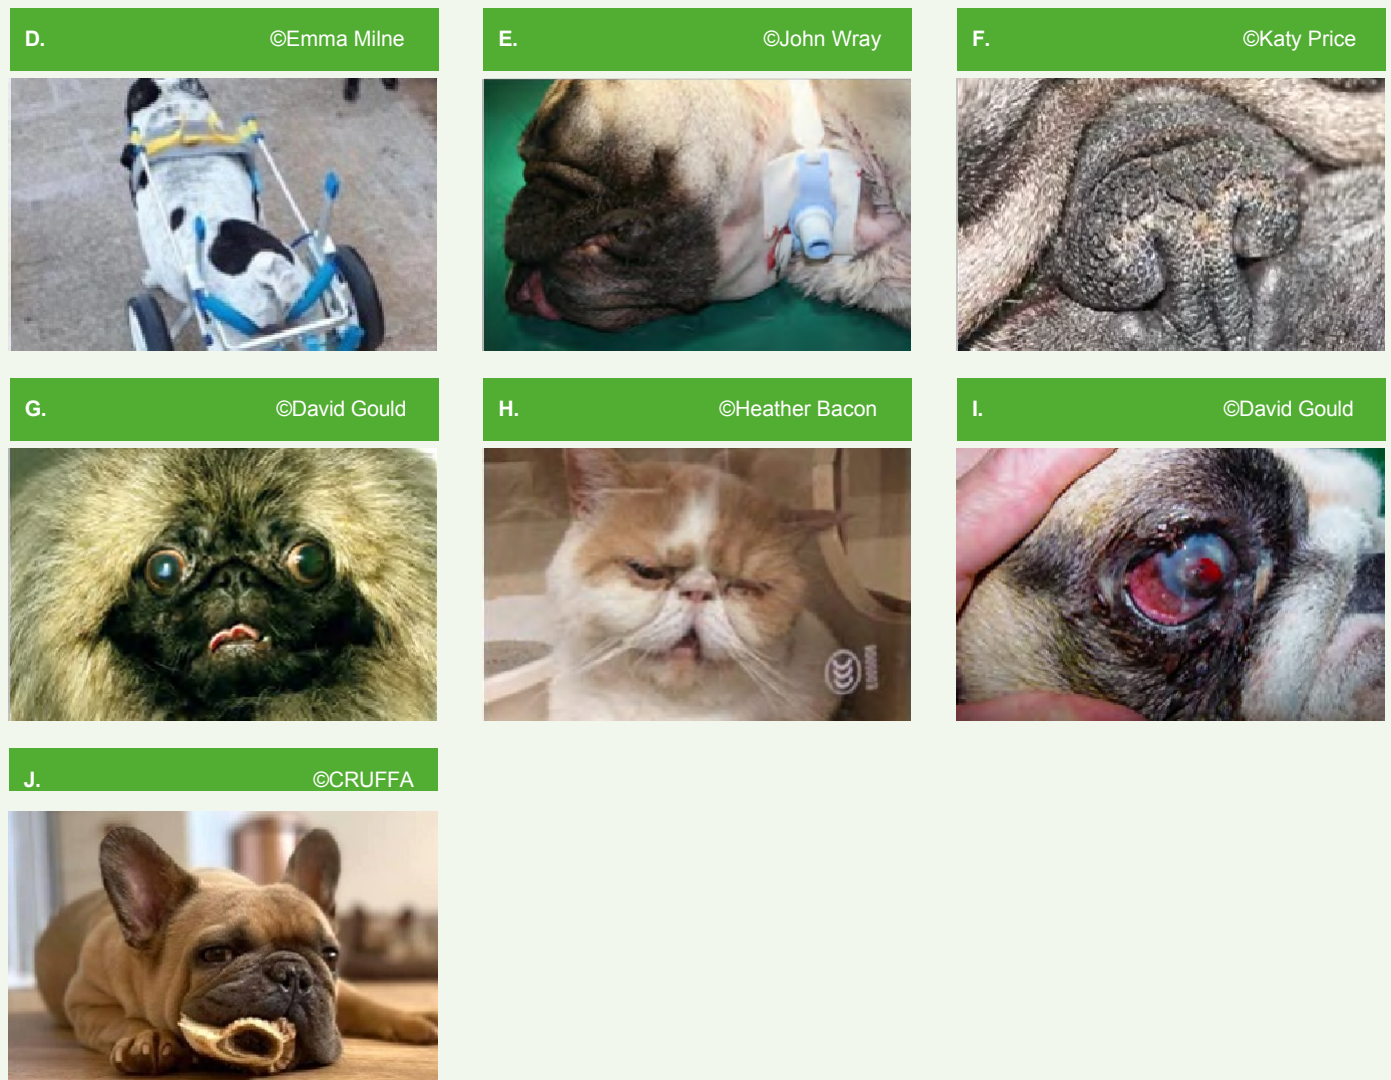 D. ©Emma Milne
E. ©John Wray
F. ©Katy Price
G. ©David Gould
H. ©Heather Bacon
I. ©David Gould
J. ©CRUFFA